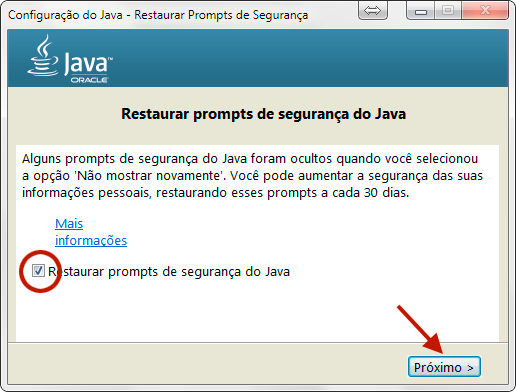 Configuração do Java - Restaurar Prompts de Segurança
Java™
ORACLE
Restaurar prompts de segurança do Java
Alguns prompts de segurança do Java foram ocultos quando você selecionou
a opção 'Não mostrar novamente'. Você pode aumentar a segurança das suas
informações pessoais, restaurando esses prompts a cada 30 dias.
Mais
informações
Restaurar prompts de segurança do Java
Próximo >